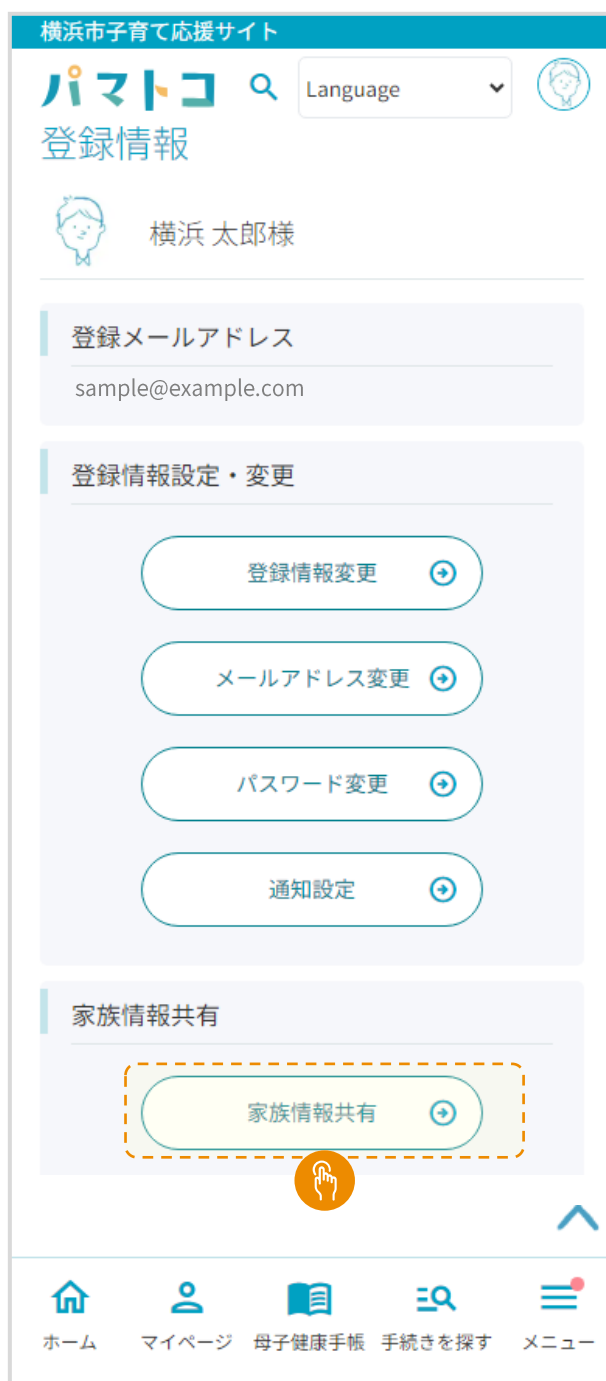 横浜市子育て応援サイト
パマトコ
Language
登録情報
横浜 太郎様
登録メールアドレス
sample@example.com
登録情報設定・変更
登録情報変更
メールアドレス変更
パスワード変更
通知設定
家族情報共有
家族情報共有
ホーム
マイページ
母子健康手帳
手続きを探す
メニュー